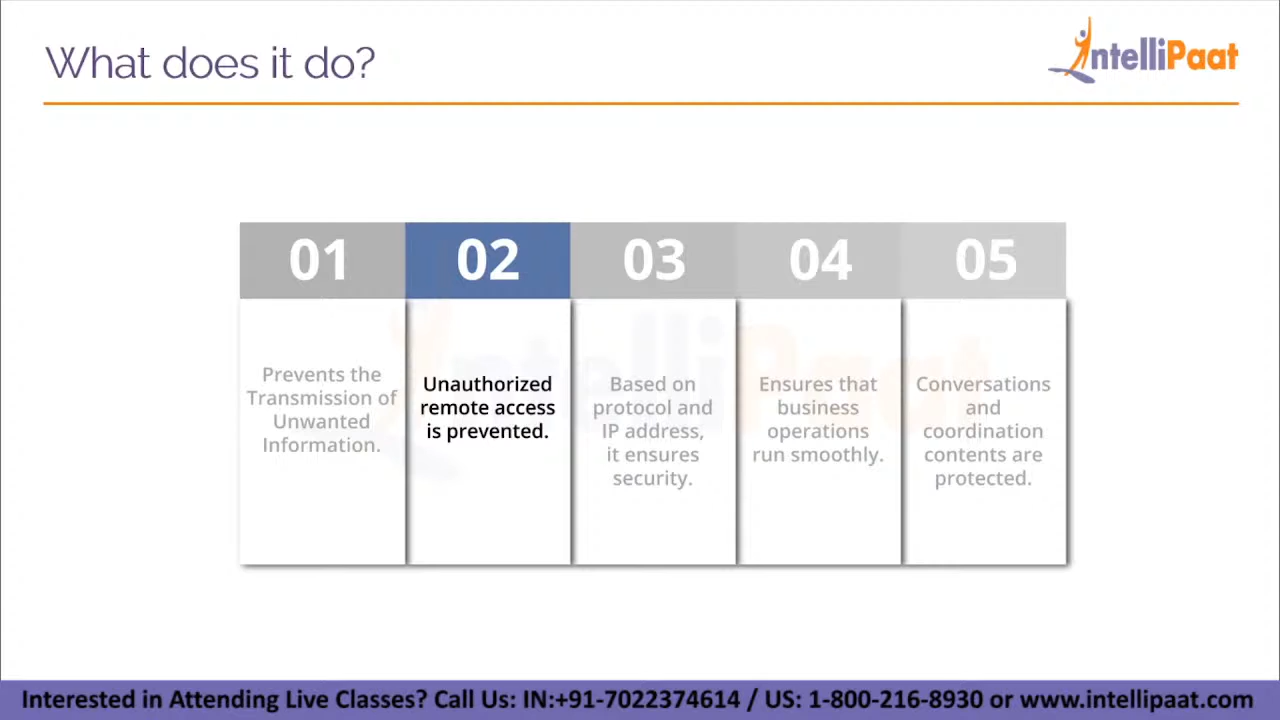 What does it do?
IntelliPaat
01
02
03
04
05
Prevents the
Transmission of
Unwanted
Information.
Unauthorized
remote access
is prevented.
Based on
protocol and
IP address,
it ensures
security.
Ensures that
business
operations
run smoothly.
Conversations
and
coordination
contents are
protected.
IntelliPaat
Interested in Attending Live Classes? Call Us: IN:+91-7022374614 / US: 1-800-216-8930 or www.intellipaat.com